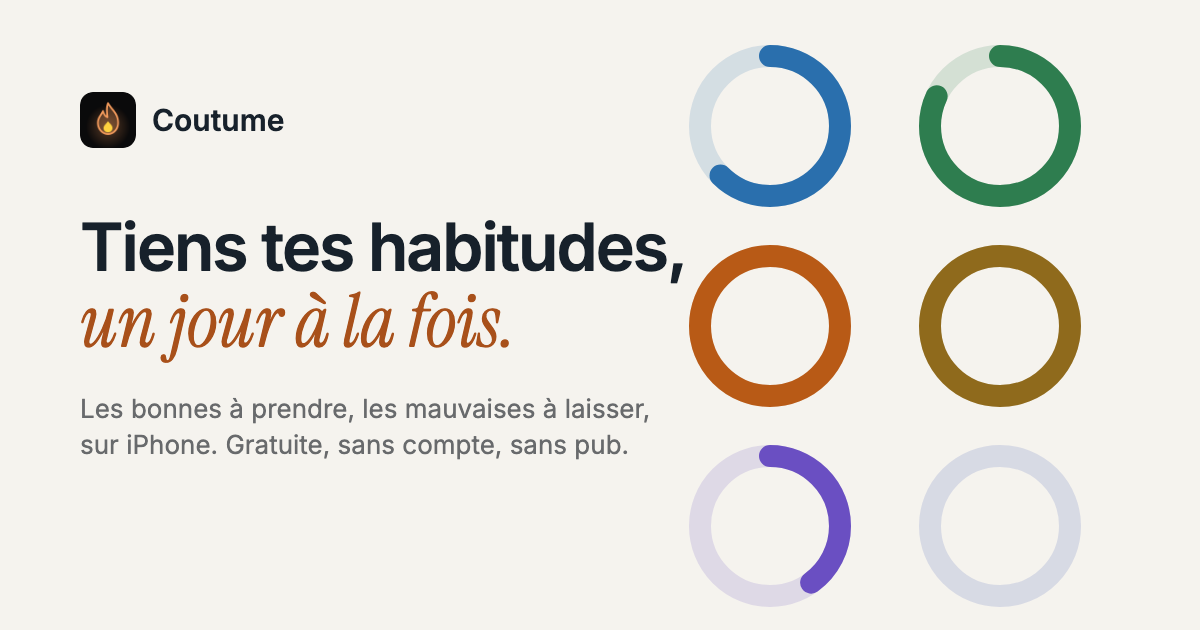 Coutume
Tiens tes habitudes,
un jour à la fois.
Les bonnes à prendre, les mauvaises à laisser,
sur iPhone. Gratuite, sans compte, sans pub.